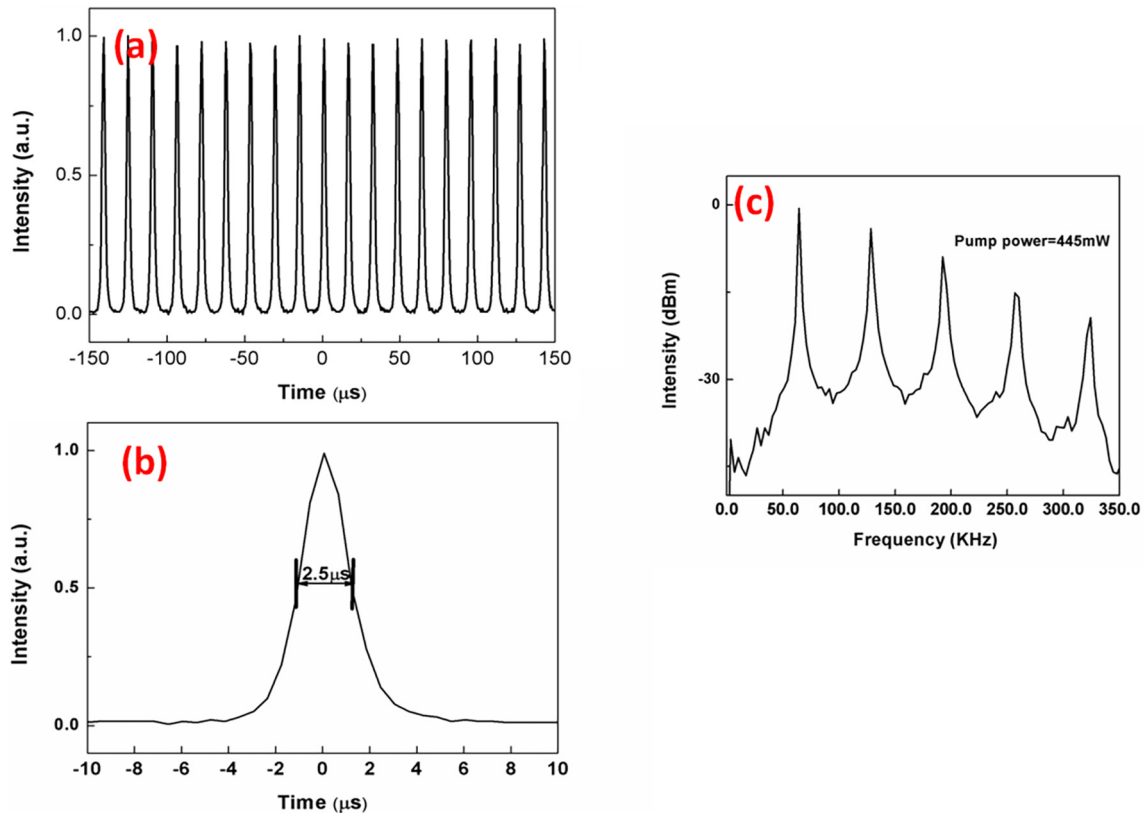 (a)
Intensity (a.u.)
1.0
0.5
0.0
-150 -100 -50 0 50 100 150
Time (μs)
(b)
Intensity (a.u.)
1.0
0.5
0.0
2.5μs
-10 -8 -6 -4 -2 0 2 4 6 8 10
Time (μs)
(c)
Intensity (dBm)
0
-30
Pump power=445mW
0.0 50.0 100.0 150.0 200.0 250.0 300.0 350.0
Frequency (KHz)